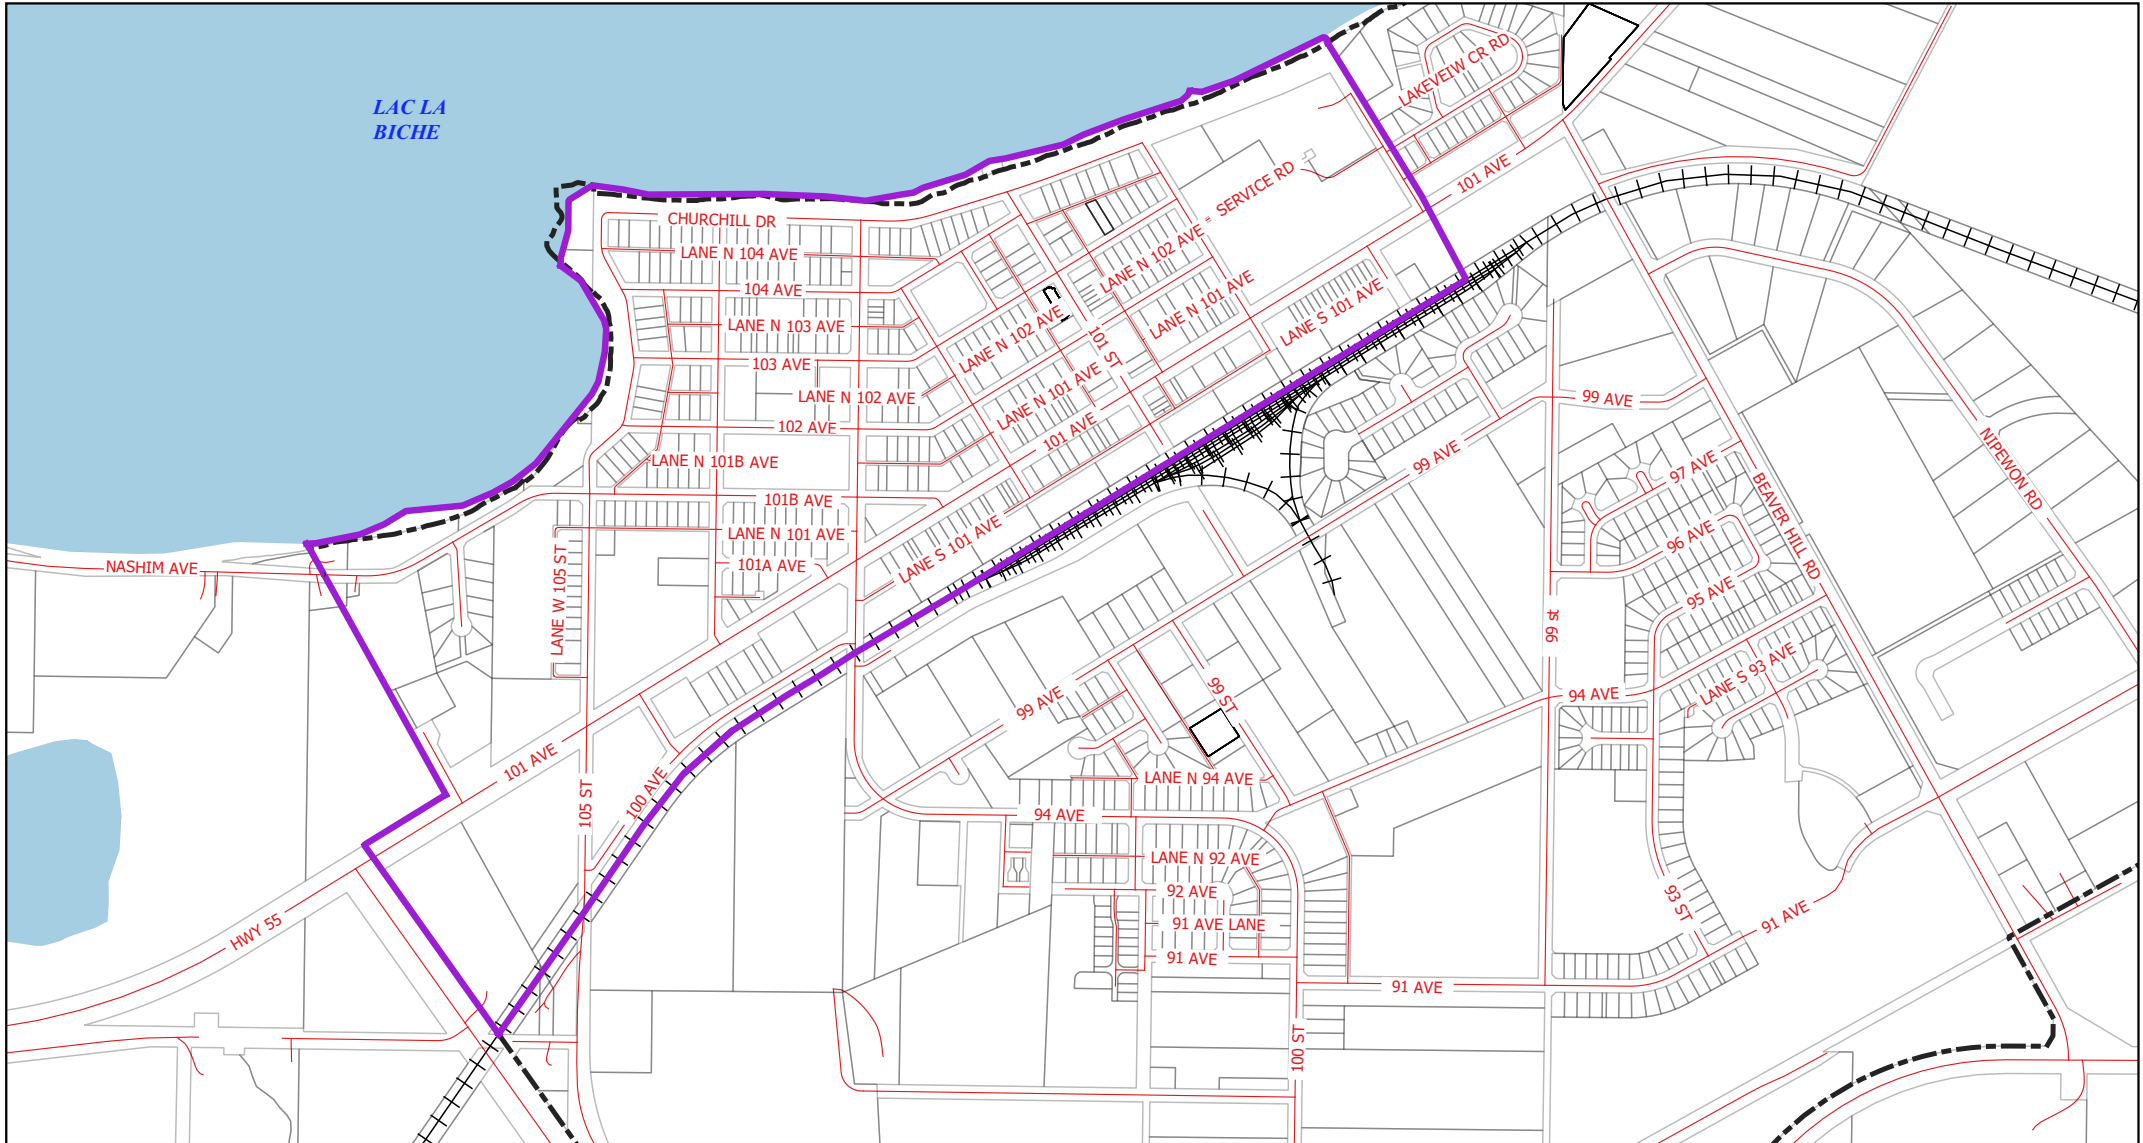 LAC LA
BICHE
LAKEVEIW CR RD
101 AVE
SERVICE RD
CHURCHILL DR
LANE N 104 AVE
LANE N 102 AVE
104 AVE
LANE N 101 AVE
LANE S 101 AVE
LANE N 103 AVE
LANE N 102 AVE
101 ST
103 AVE
LANE N 101 AVE
LANE N 102 AVE
99 AVE
102 AVE
101 AVE
LANE N 101B AVE
99 AVE
97 AVE
NIPEWON RD
101B AVE
BEAVER HILL RD
LANE N 101 AVE
LANE S 101 AVE
96 AVE
101A AVE
NASHIM AVE
LANE W 105 ST
95 AVE
99 st
LANE S 93 AVE
99 AVE
99 ST
94 AVE
101 AVE
100 AVE
105 ST
LANE N 94 AVE
94 AVE
LANE N 92 AVE
92 AVE
93 ST
91 AVE
HWY 55
91 AVE LANE
91 AVE
91 AVE
100 ST